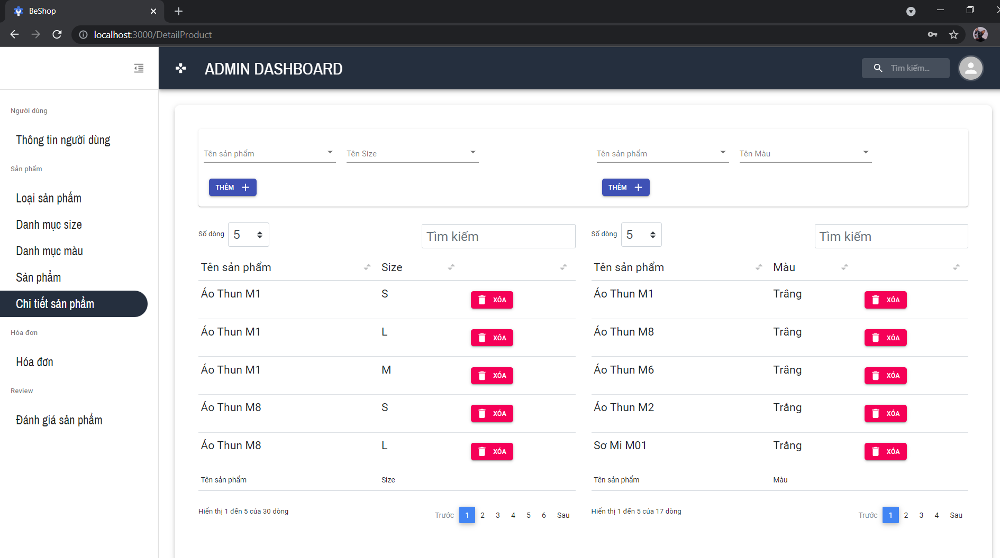 BeShop
localhost:3000/DetailProduct
ADMIN DASHBOARD
Tìm kiếm...
Người dùng
Thông tin người dùng
Sản phẩm
Loại sản phẩm
Danh mục size
Danh mục màu
Sản phẩm
Chi tiết sản phẩm
Hóa đơn
Hóa đơn
Review
Đánh giá sản phẩm
Tên sản phẩm Tên Size
THÊM
Tên sản phẩm Tên Màu
THÊM
Số dòng 5 Tìm kiếm
Tên sản phẩm Size
Áo Thun M1 S XÓA
Áo Thun M1 L XÓA
Áo Thun M1 M XÓA
Áo Thun M8 S XÓA
Áo Thun M8 L XÓA
Tên sản phẩm Size
Hiển thị 1 đến 5 của 30 dòng
Trước 1 2 3 4 5 6 Sau
Số dòng 5 Tìm kiếm
Tên sản phẩm Màu
Áo Thun M1 Trắng XÓA
Áo Thun M8 Trắng XÓA
Áo Thun M6 Trắng XÓA
Áo Thun M2 Trắng XÓA
Sơ Mi M01 Trắng XÓA
Tên sản phẩm Màu
Hiển thị 1 đến 5 của 17 dòng
Trước 1 2 3 4 Sau